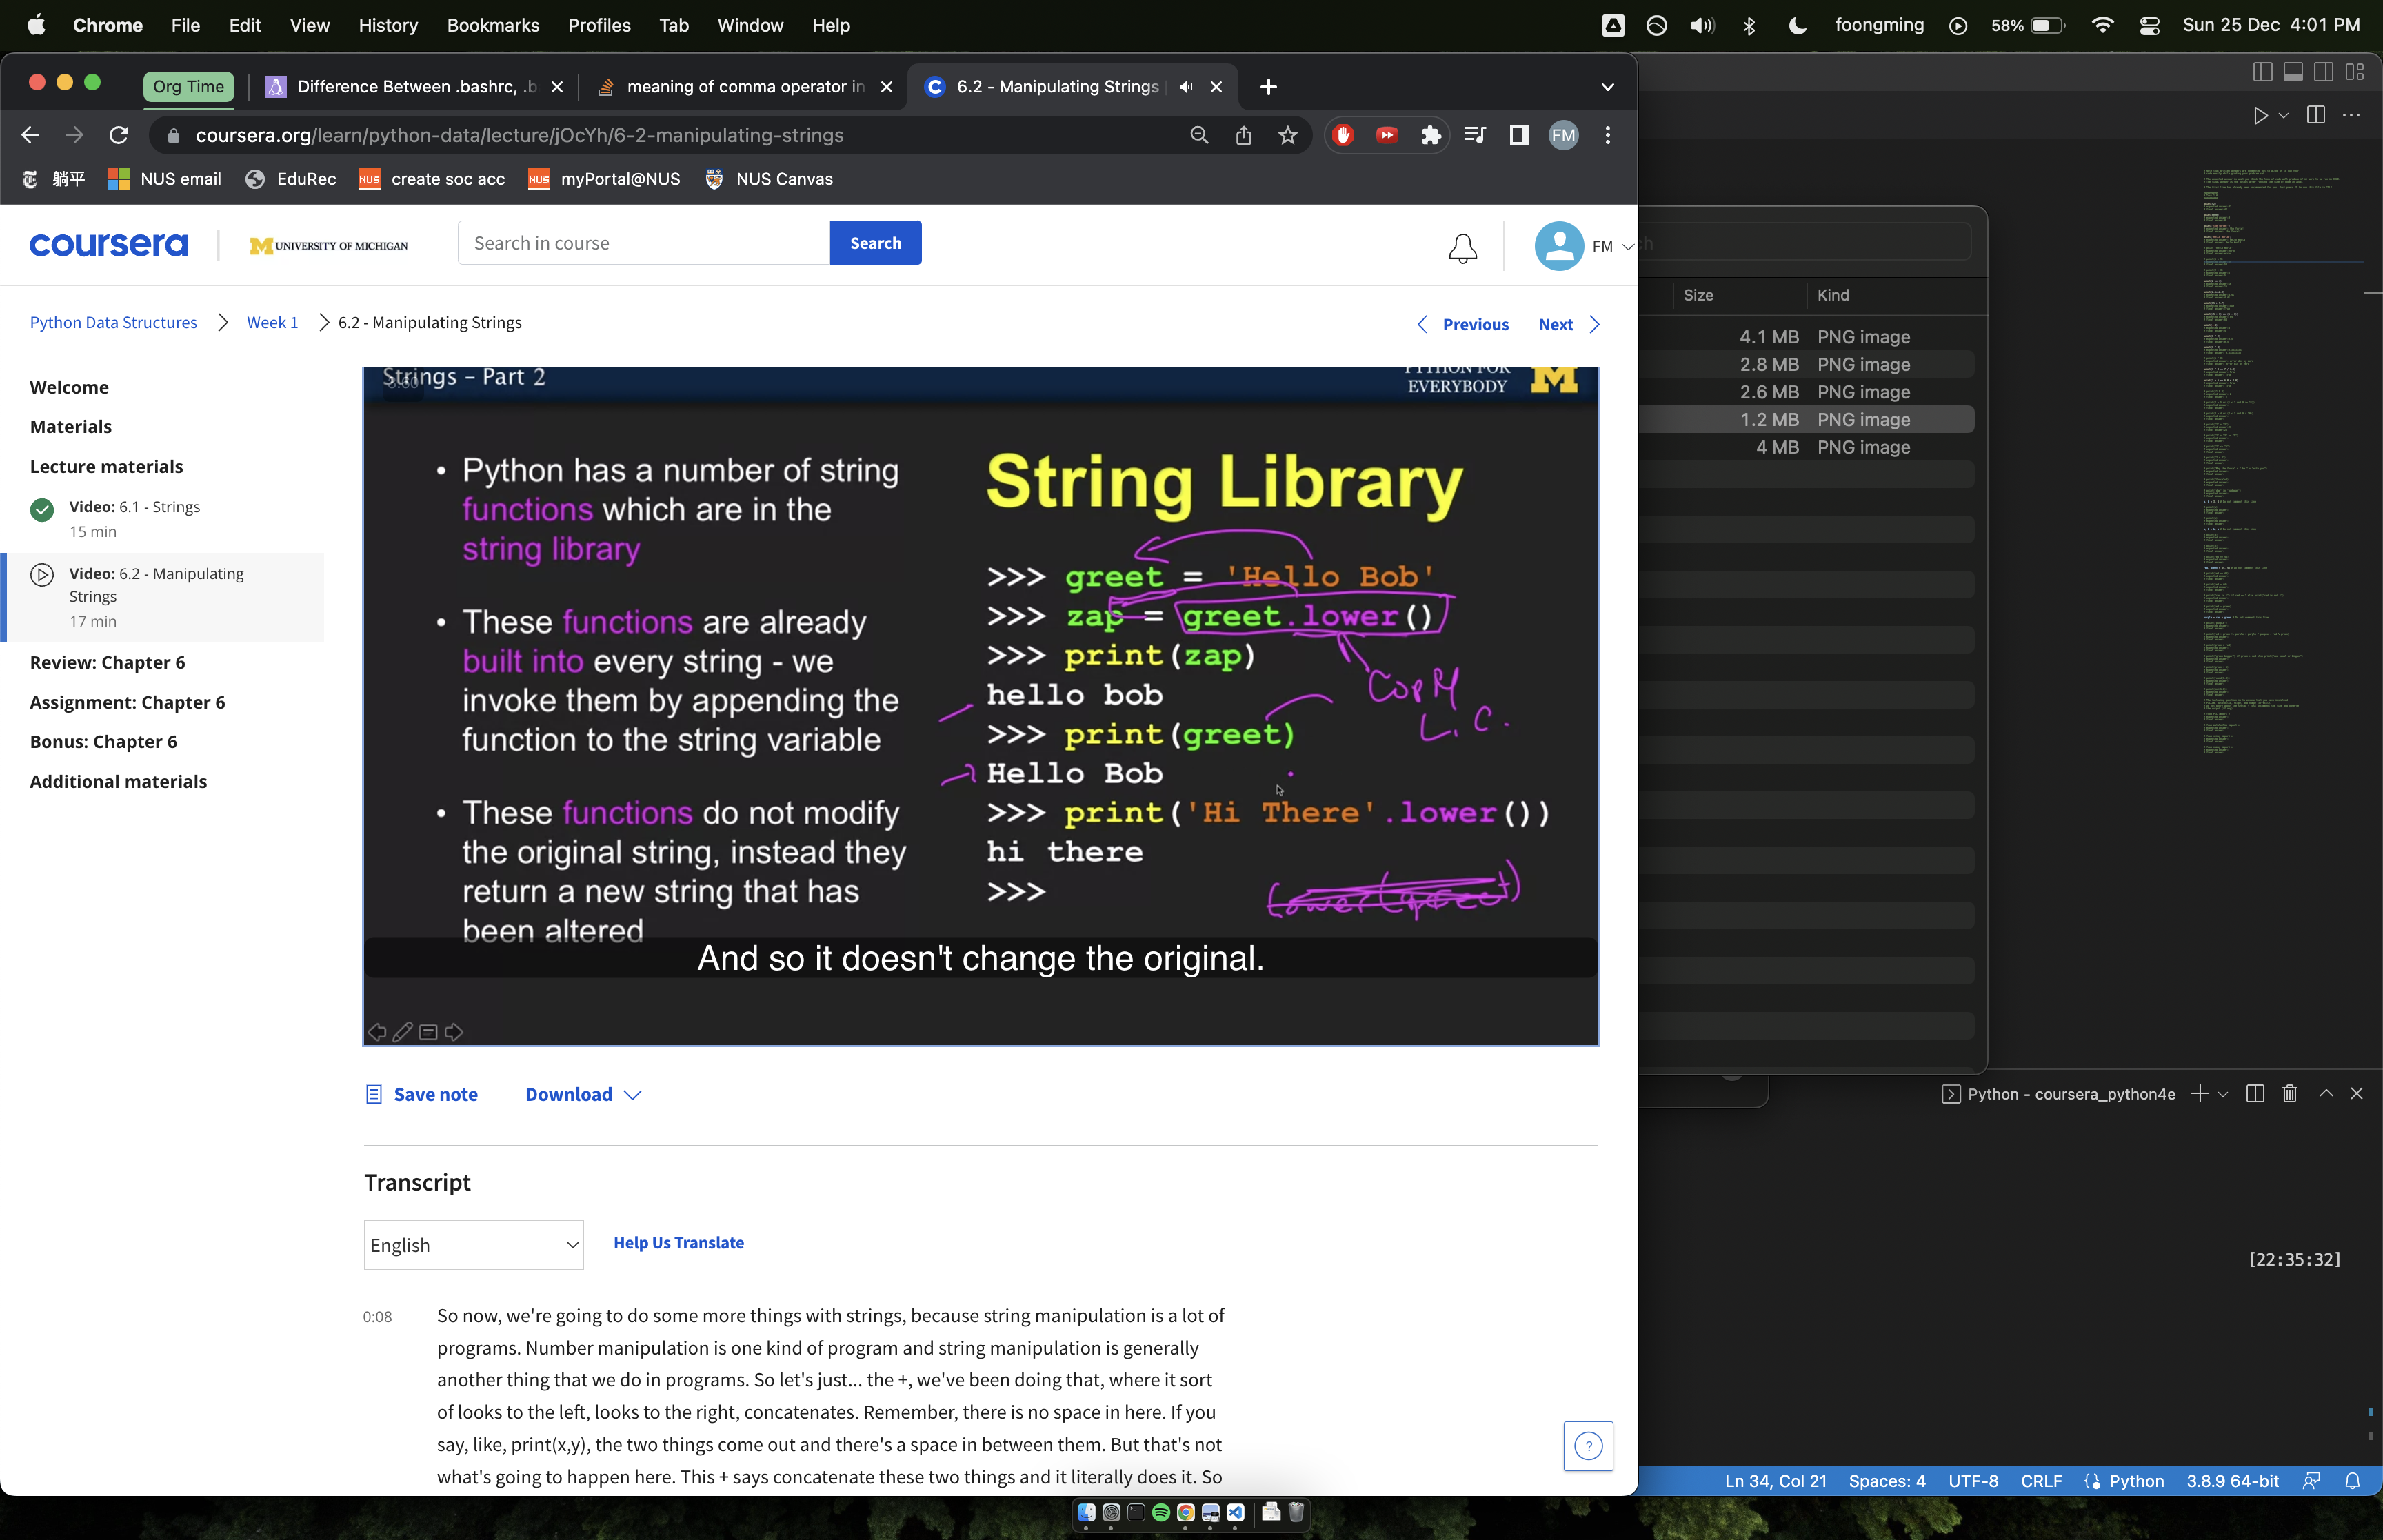 Chrome File Edit View History Bookmarks Profiles Tab Window Help
foongming 58% Sun 25 Dec 4:01 PM
Org Time
Difference Between .bashrc, .b
meaning of comma operator in
6.2 - Manipulating Strings
coursera.org/learn/python-data/lecture/jOcYh/6-2-manipulating-strings
FM
躺平
NUS email
EduRec
NUS create soc acc
NUS myPortal@NUS
NUS Canvas
coursera
M UNIVERSITY OF MICHIGAN
Search in course
Search
FM
Python Data Structures
Week 1
6.2 - Manipulating Strings
Previous
Next
Welcome
Materials
Lecture materials
Video: 6.1 - Strings
15 min
Video: 6.2 - Manipulating
Strings
17 min
Review: Chapter 6
Assignment: Chapter 6
Bonus: Chapter 6
Additional materials
Strings - Part 2
PYTHON FOR
EVERYBODY
M
• Python has a number of string
functions which are in the
string library
• These functions are already
built into every string - we
invoke them by appending the
function to the string variable
• These functions do not modify
the original string, instead they
return a new string that has
been altered
String Library
>>> greet = 'Hello Bob'
>>> zap = greet.lower()
>>> print(zap)
hello bob
>>> print(greet)
Hello Bob
>>> print('Hi There'.lower())
hi there
>>>
Copy
L.C.
And so it doesn't change the original.
Save note
Download
Transcript
English
Help Us Translate
0:08
So now, we're going to do some more things with strings, because string manipulation is a lot of
programs. Number manipulation is one kind of program and string manipulation is generally
another thing that we do in programs. So let's just... the +, we've been doing that, where it sort
of looks to the left, looks to the right, concatenates. Remember, there is no space in here. If you
say, like, print(x,y), the two things come out and there's a space in between them. But that's not
what's going to happen here. This + says concatenate these two things and it literally does it. So
?
Size Kind
4.1 MB PNG image
2.8 MB PNG image
2.6 MB PNG image
1.2 MB PNG image
4 MB PNG image
Python - coursera_python4e
[22:35:32]
Ln 34, Col 21 Spaces: 4 UTF-8 CRLF Python 3.8.9 64-bit